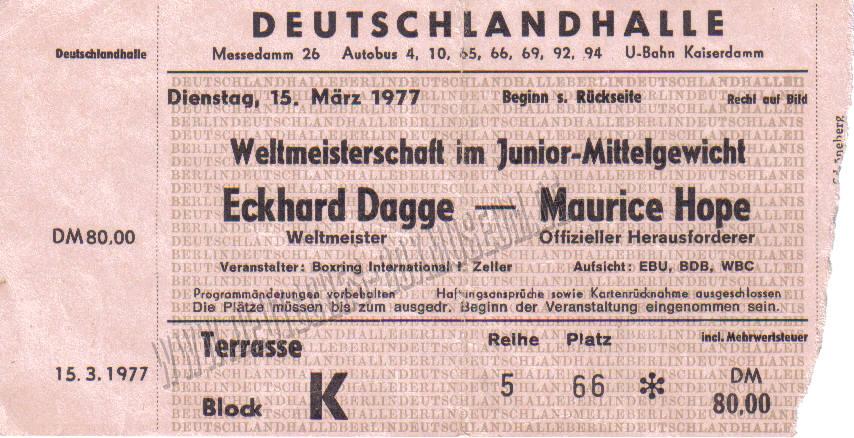 DEUTSCHLANDHALLE
Deutschlandhalle
Messedamm 26 Autobus 4, 10, 65, 66, 69, 92, 94 U-Bahn Kaiserdamm
Dienstag, 15. März 1977 Beginn s. Rückseite Recht auf Bild
Weltmeisterschaft im Junior-Mittelgewicht
Eckhard Dagge — Maurice Hope
DM 80.00
Weltmeister Offizieller Herausforderer
Veranstalter: Boxring International F. Zeller Aufsicht: EBU, BDB, WBC
Programmänderungen vorbehalten Haftungsansprüche sowie Kartenrücknahme ausgeschlossen
Die Plätze müssen bis zum ausgedr. Beginn der Veranstaltung eingenommen sein.
Terrasse Reihe Platz incl. Mehrwertsteuer
15.3.1977
Block K 5 66 * DM
80,00